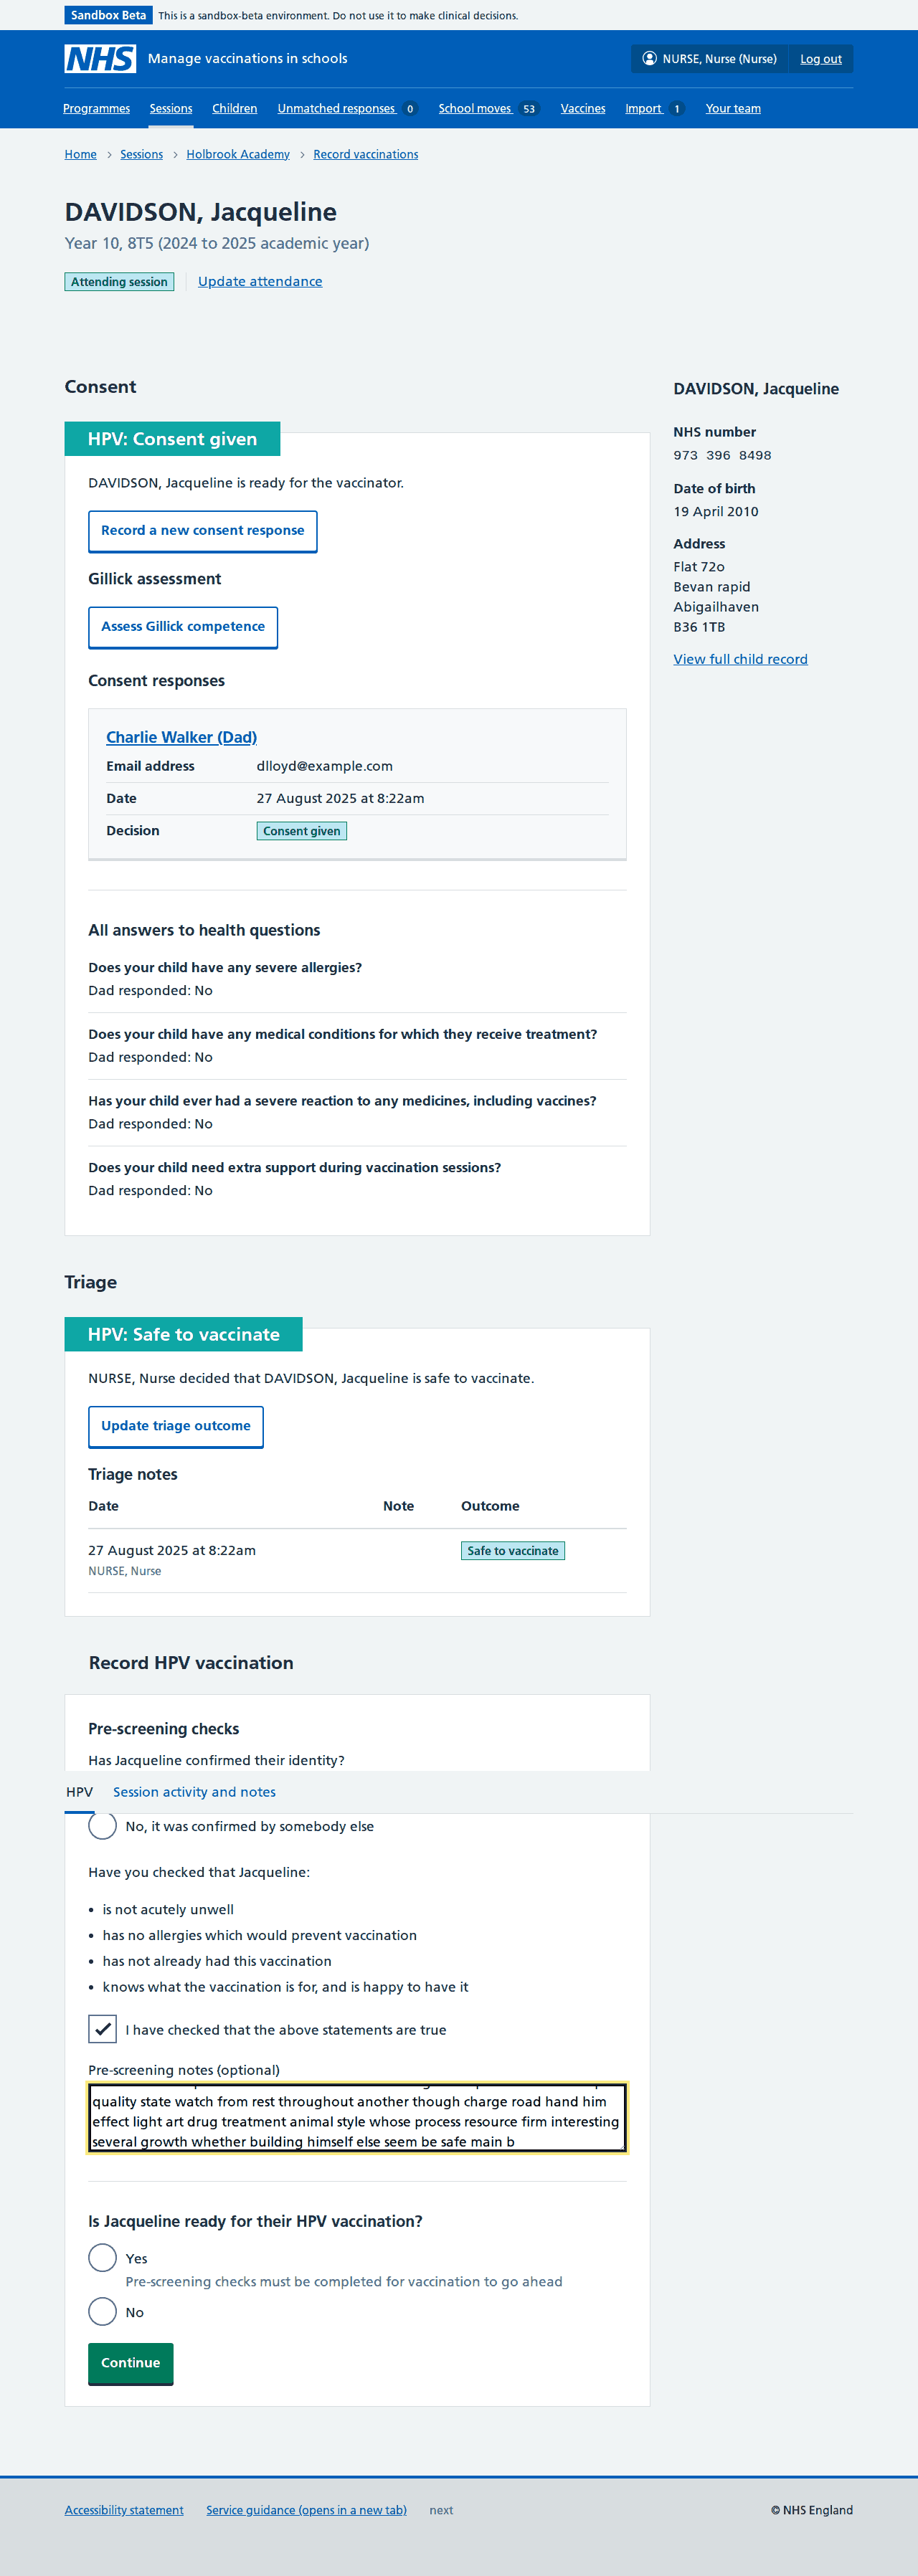 Sandbox Beta This is a sandbox-beta environment. Do not use it to make clinical decisions.
NHS Manage vaccinations in schools NURSE, Nurse (Nurse) Log out
Programmes Sessions Children Unmatched responses 0 School moves 53 Vaccines Import 1 Your team
Home Sessions Holbrook Academy Record vaccinations
DAVIDSON, Jacqueline
Year 10, 8T5 (2024 to 2025 academic year)
Attending session Update attendance
Consent
HPV: Consent given
DAVIDSON, Jacqueline is ready for the vaccinator.
Record a new consent response
Gillick assessment
Assess Gillick competence
Consent responses
Charlie Walker (Dad)
Email address dlloyd@example.com
Date 27 August 2025 at 8:22am
Decision Consent given
All answers to health questions
Does your child have any severe allergies?
Dad responded: No
Does your child have any medical conditions for which they receive treatment?
Dad responded: No
Has your child ever had a severe reaction to any medicines, including vaccines?
Dad responded: No
Does your child need extra support during vaccination sessions?
Dad responded: No
DAVIDSON, Jacqueline
NHS number
973 396 8498
Date of birth
19 April 2010
Address
Flat 72o
Bevan rapid
Abigailhaven
B36 1TB
View full child record
Triage
HPV: Safe to vaccinate
NURSE, Nurse decided that DAVIDSON, Jacqueline is safe to vaccinate.
Update triage outcome
Triage notes
Date Note Outcome
27 August 2025 at 8:22am Safe to vaccinate
NURSE, Nurse
Record HPV vaccination
Pre-screening checks
Has Jacqueline confirmed their identity?
HPV Session activity and notes
No, it was confirmed by somebody else
Have you checked that Jacqueline:
• is not acutely unwell
• has no allergies which would prevent vaccination
• has not already had this vaccination
• knows what the vaccination is for, and is happy to have it
I have checked that the above statements are true
Pre-screening notes (optional)
quality state watch from rest throughout another though charge road hand him
effect light art drug treatment animal style whose process resource firm interesting
several growth whether building himself else seem be safe main b
Is Jacqueline ready for their HPV vaccination?
Yes
Pre-screening checks must be completed for vaccination to go ahead
No
Continue
Accessibility statement Service guidance (opens in a new tab) next © NHS England